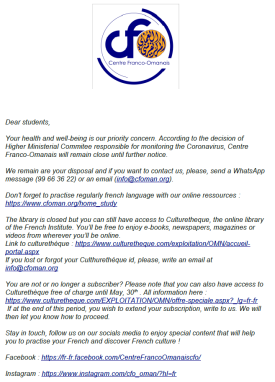 cfo
Centre Franco-Omanais
Dear students,
Your health and well-being is our priority concern. According to the decision of
Higher Ministerial Commitee responsible for monitoring the Coronavirus, Centre
Franco-Omanais will remain close until further notice.
We remain are your disposal and if you want to contact us, please, send a WhatsApp
message (99 66 36 22) or an email (info@cfoman.org).
Don't forget to practise regularly french language with our online ressources :
https://www.cfoman.org/home_study
The library is closed but you can still have access to Culturetheque, the online library
of the French Institute. You'll be free to enjoy e-books, newspapers, magazines or
videos from wherever you'll be online.
Link to culturethèque : https://www.culturetheque.com/exploitation/OMN/accueil-
portal.aspx
If you lost or forgot your Culthurethèque id, please, write an email at
info@cfoman.org
You are not or no longer a subscriber? Please note that you can also have access to
Culturethèque free of charge until May, 30th . All information here :
https://www.culturetheque.com/EXPLOITATION/OMN/offre-speciale.aspx?_lg=fr-fr
If at the end of this period, you wish to extend your subscription, write to us. We will
then let you know how to proceed.
Stay in touch, follow us on our socials media to enjoy special content that will help
you to practise your French and discover French culture !
Facebook : https://fr-fr.facebook.com/CentreFrancoOmanaiscfo/
Instagram : https://www.instagram.com/cfo_oman/?hl=fr